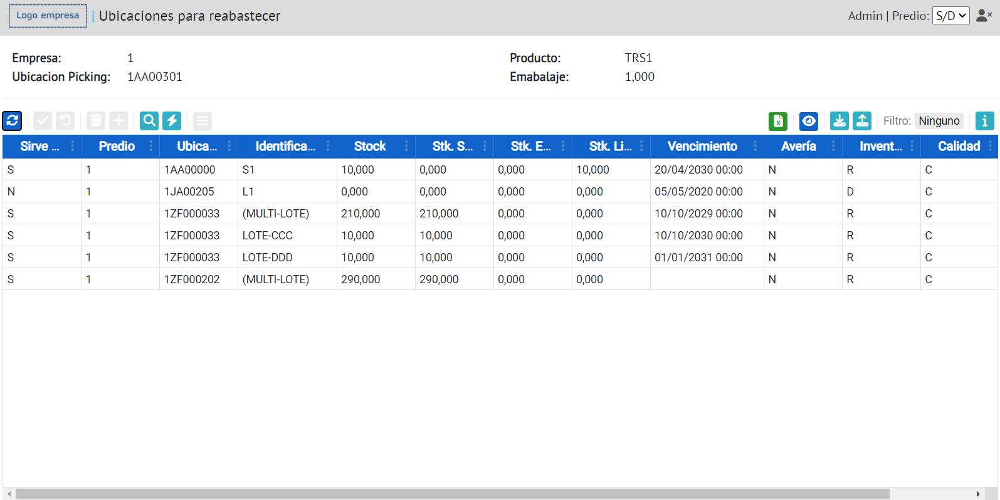 Logo empresa | Ubicaciones para reabastecer Admin | Predio: S/D
Empresa: 1 Producto: TRS1
Ubicacion Picking: 1AA00301 Emabalaje: 1,000
Filtro: Ninguno
Sirve ... Predio Ubica... Identifica... Stock Stk. S... Stk. E... Stk. Li... Vencimiento Avería Invent... Calidad
S 1 1AA00000 S1 10,000 0,000 0,000 10,000 20/04/2030 00:00 N R C
N 1 1JA00205 L1 0,000 0,000 0,000 0,000 05/05/2020 00:00 N D C
S 1 1ZF000033 (MULTI-LOTE) 210,000 210,000 0,000 0,000 10/10/2029 00:00 N R C
S 1 1ZF000033 LOTE-CCC 10,000 10,000 0,000 0,000 10/10/2030 00:00 N R C
S 1 1ZF000033 LOTE-DDD 10,000 10,000 0,000 0,000 01/01/2031 00:00 N R C
S 1 1ZF000202 (MULTI-LOTE) 290,000 290,000 0,000 0,000 N R C